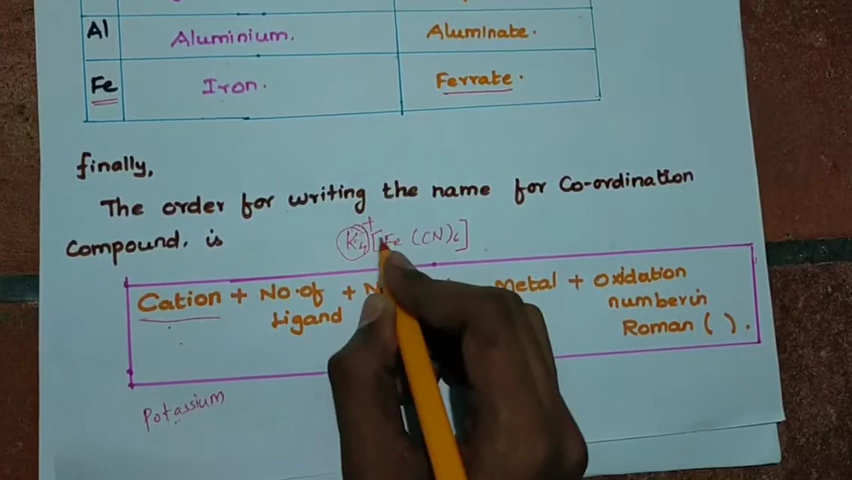 Al Aluminium. Aluminate.
Fe Iron. Ferrate.
finally,
The order for writing the name for Co-ordination
Compound. is K4]+ [Fe (CN)6]
Cation + No.of + Metal + Oxidation
Ligand number in
Roman ( ).
Potassium